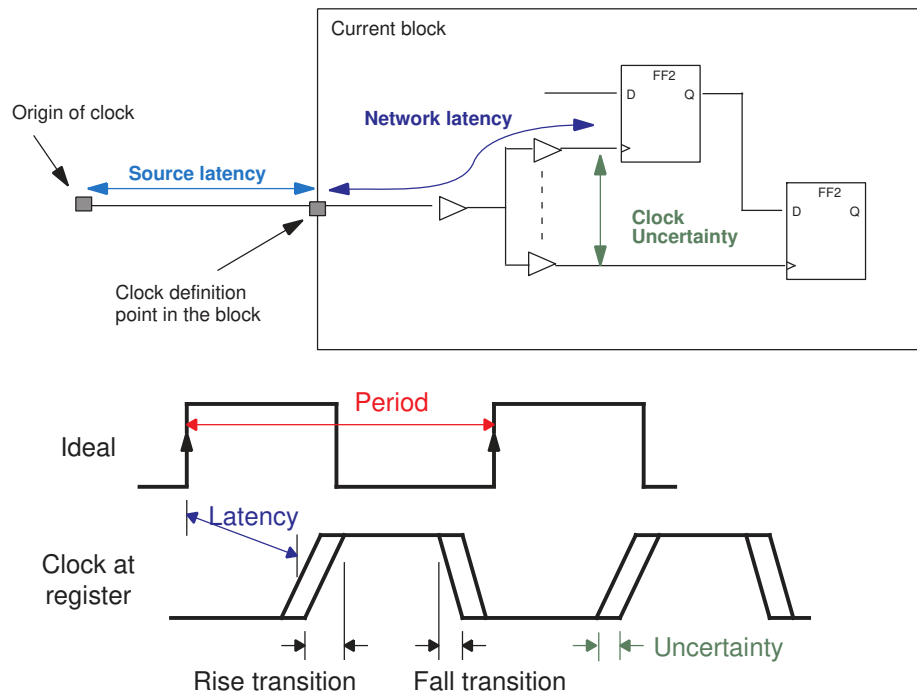 Current block
FF2
D Q
Origin of clock
Network latency
Source latency
FF2
D Q
Clock
Uncertainty
Clock definition
point in the block
Period
Ideal
Latency
Clock at
register
Uncertainty
Rise transition
Fall transition